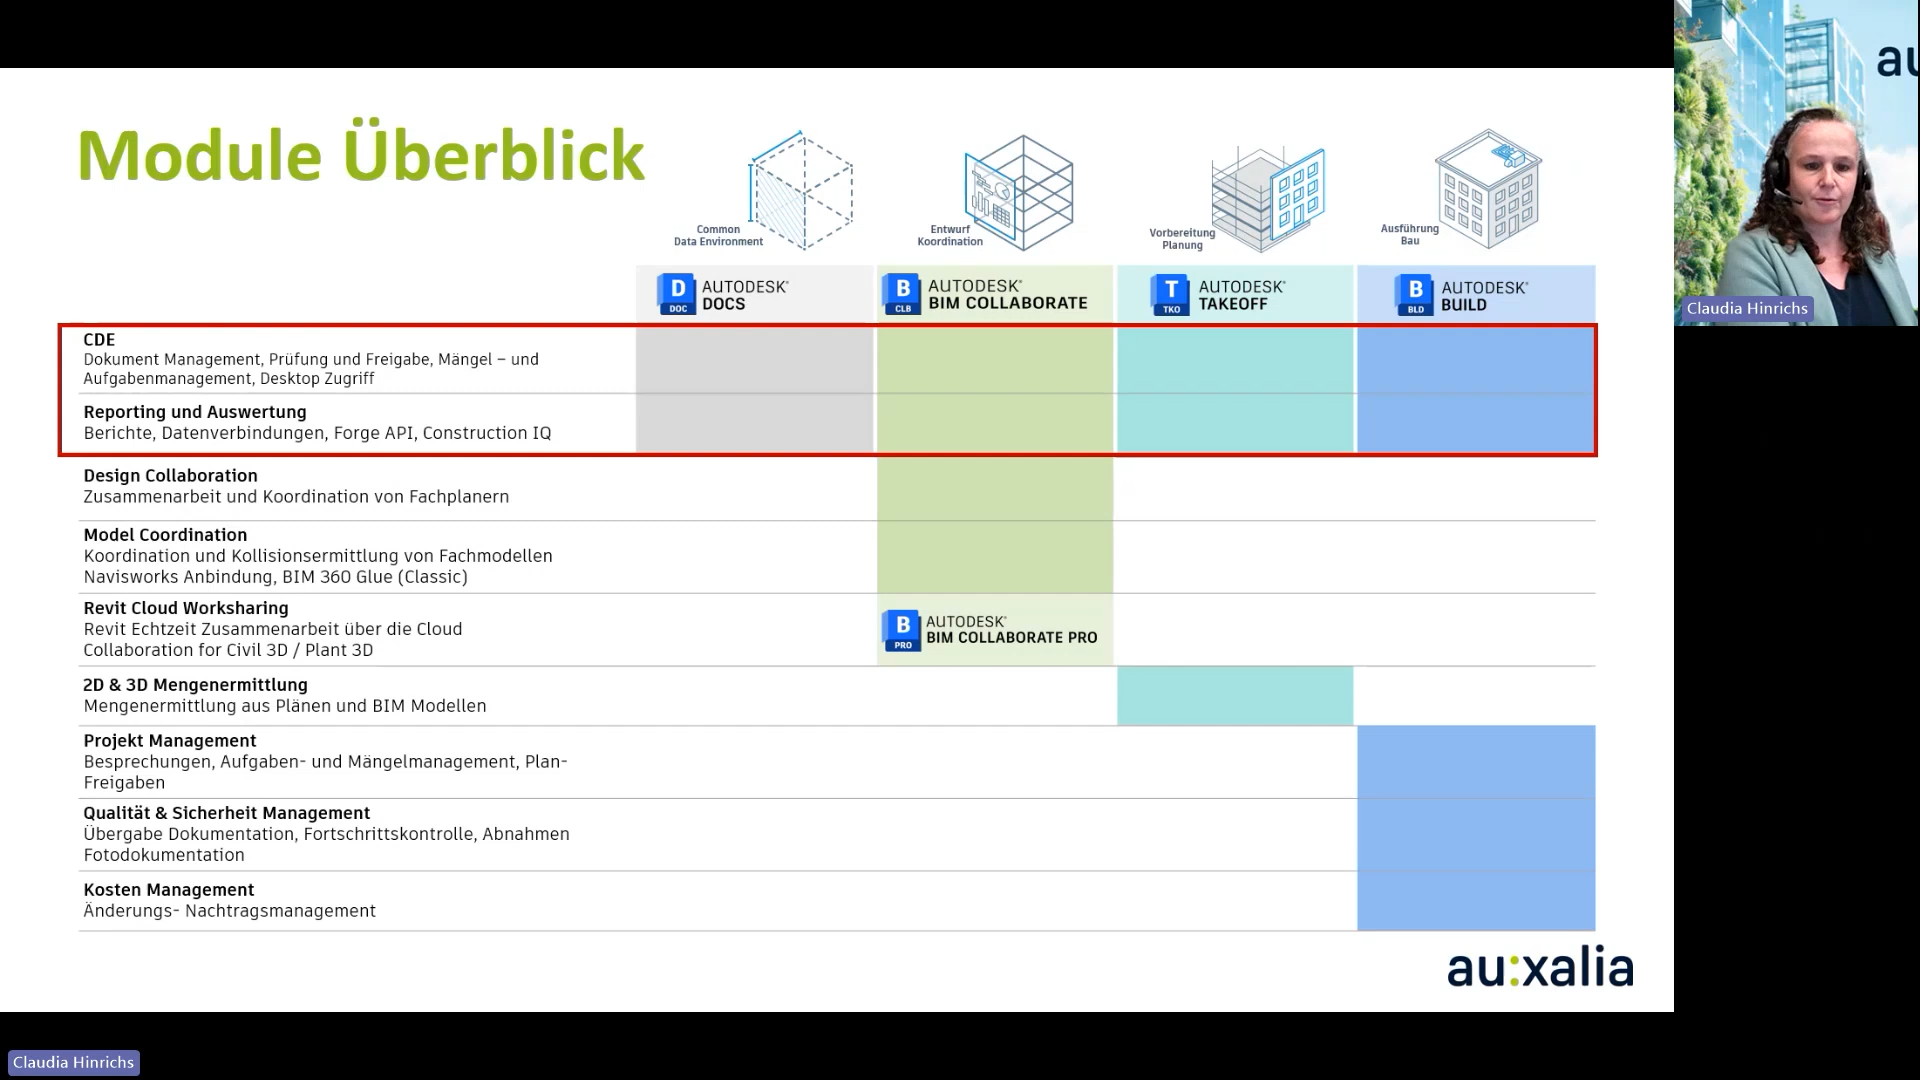 Module Überblick
Common
Data Environment
Entwurf
Koordination
Vorbereitung
Planung
Ausführung
Bau
D DOC AUTODESK® DOCS
B CLB AUTODESK® BIM COLLABORATE
T TKO AUTODESK® TAKEOFF
B BLD AUTODESK® BUILD
CDE
Dokument Management, Prüfung und Freigabe, Mängel – und
Aufgabenmanagement, Desktop Zugriff
Reporting und Auswertung
Berichte, Datenverbindungen, Forge API, Construction IQ
Design Collaboration
Zusammenarbeit und Koordination von Fachplanern
Model Coordination
Koordination und Kollisionsermittlung von Fachmodellen
Navisworks Anbindung, BIM 360 Glue (Classic)
Revit Cloud Worksharing
Revit Echtzeit Zusammenarbeit über die Cloud
Collaboration for Civil 3D / Plant 3D
B PRO AUTODESK® BIM COLLABORATE PRO
2D & 3D Mengenermittlung
Mengenermittlung aus Plänen und BIM Modellen
Projekt Management
Besprechungen, Aufgaben- und Mängelmanagement, Plan-
Freigaben
Qualität & Sicherheit Management
Übergabe Dokumentation, Fortschrittskontrolle, Abnahmen
Fotodokumentation
Kosten Management
Änderungs- Nachtragsmanagement
au:xalia
au
Claudia Hinrichs
Claudia Hinrichs